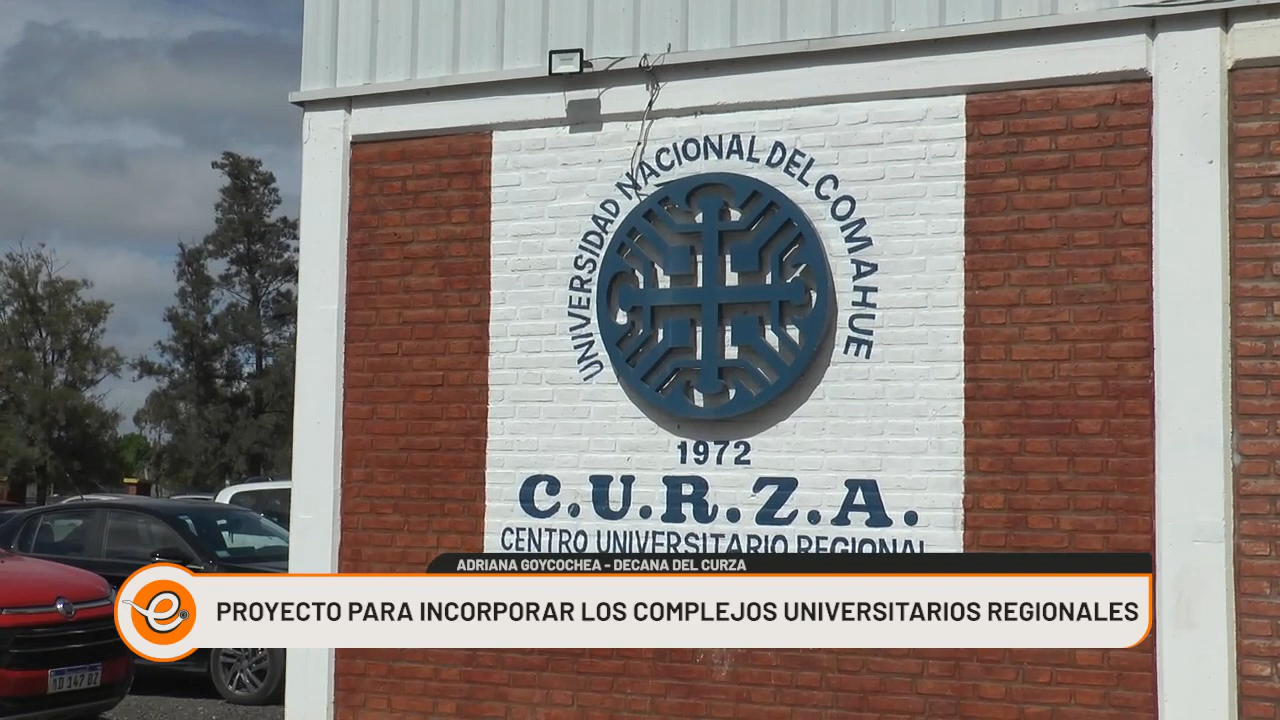 UNIVERSIDAD NACIONAL DEL COMAHUE
1972
C.U.R.Z.A.
CENTRO UNIVERSITARIO REGIONAL
ADRIANA GOYCOCHEA - DECANA DEL CURZA
e
PROYECTO PARA INCORPORAR LOS COMPLEJOS UNIVERSITARIOS REGIONALES